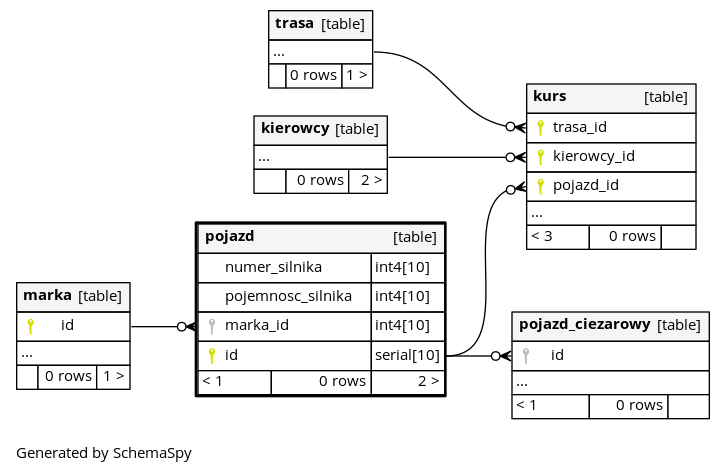 trasa [table]
...
0 rows 1 >
kierowcy [table]
...
0 rows 2 >
kurs [table]
trasa_id
kierowcy_id
pojazd_id
...
< 3 0 rows
pojazd [table]
numer_silnika int4[10]
pojemnosc_silnika int4[10]
marka_id int4[10]
id serial[10]
< 1 0 rows 2 >
marka [table]
id
...
0 rows 1 >
pojazd_ciezarowy [table]
id
...
< 1 0 rows
Generated by SchemaSpy